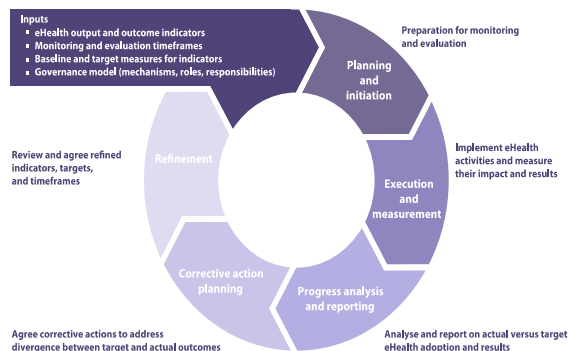 Inputs
▪ eHealth output and outcome indicators
▪ Monitoring and evaluation timeframes
▪ Baseline and target measures for indicators
▪ Governance model (mechanisms, roles, responsibilities)
Preparation for monitoring
and evaluation
Planning
and
initiation
Implement eHealth
activities and measure
their impact and results
Execution
and
measurement
Progress analysis
and reporting
Analyse and report on actual versus target
eHealth adoption and results
Corrective action
planning
Agree corrective actions to address
divergence between target and actual outcomes
Refinement
Review and agree refined
indicators, targets,
and timeframes